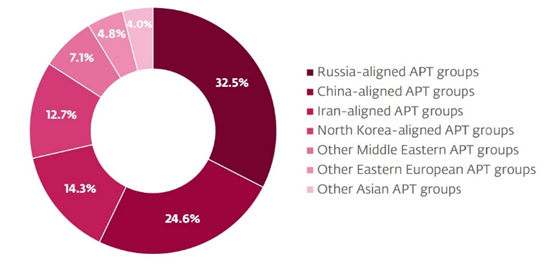 4.0%
4.8%
7.1%
32.5%
12.7%
14.3%
24.6%
Russia-aligned APT groups
China-aligned APT groups
Iran-aligned APT groups
North Korea-aligned APT groups
Other Middle Eastern APT groups
Other Eastern European APT groups
Other Asian APT groups